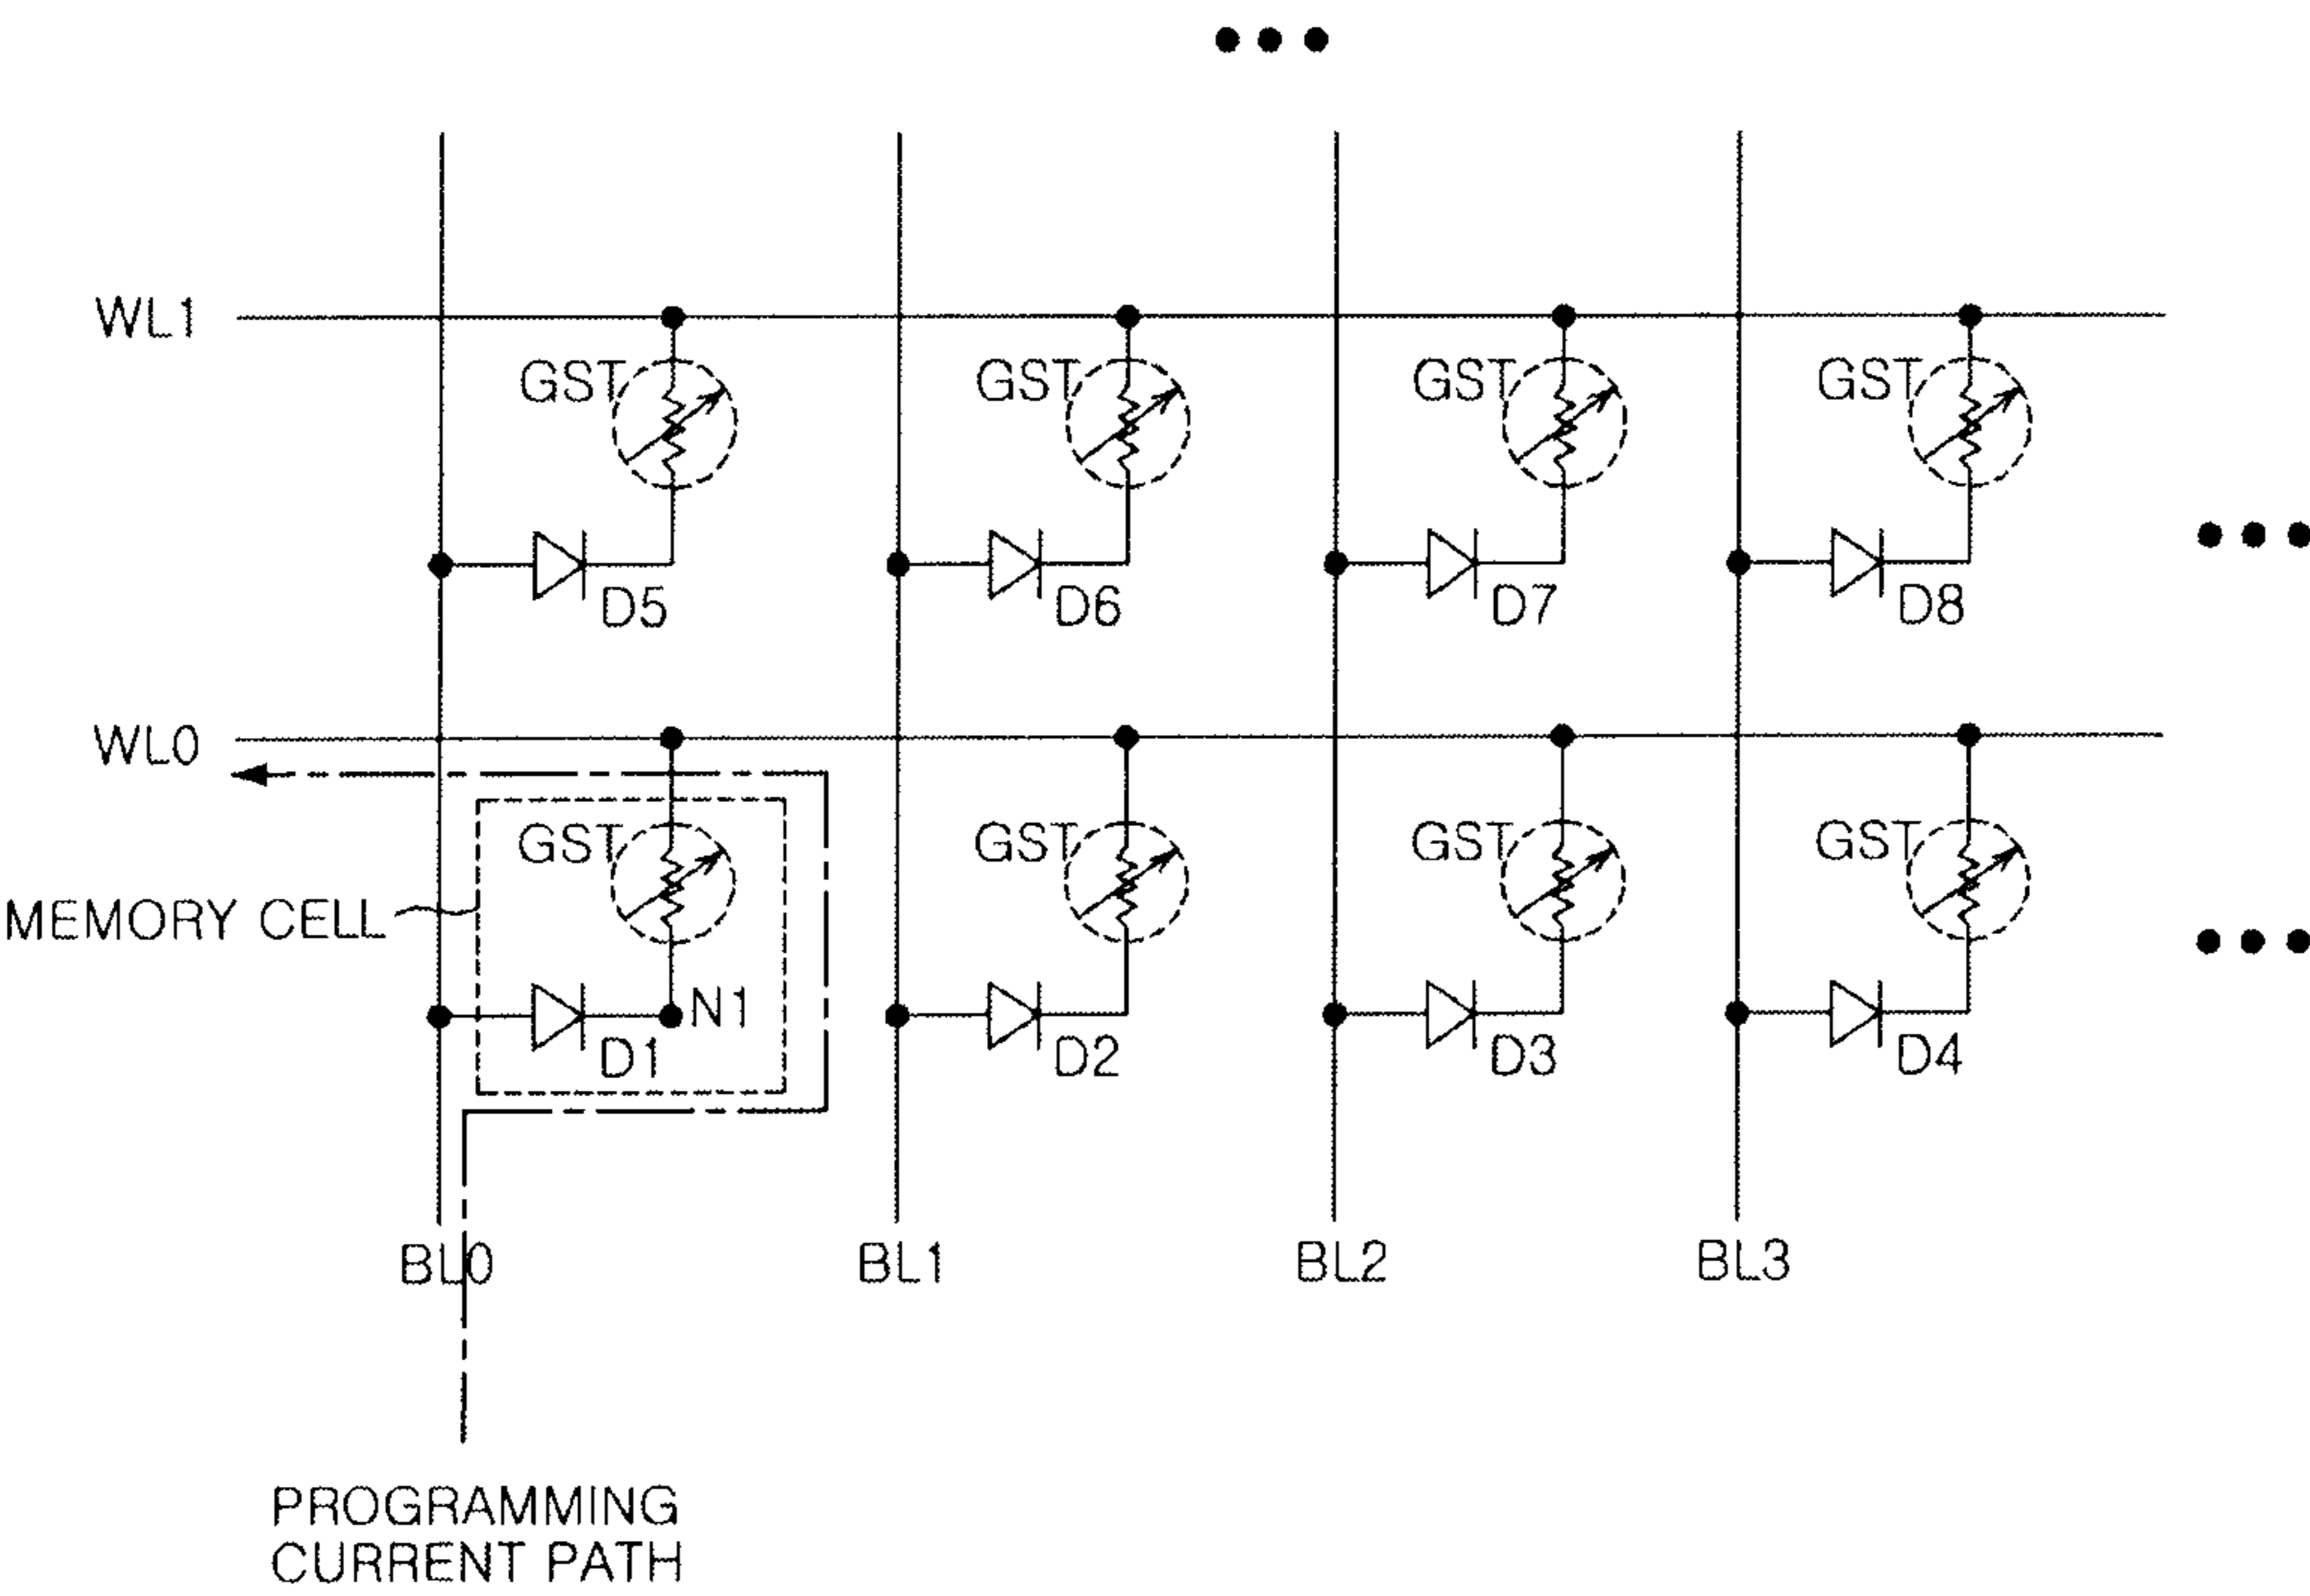 WL1
GST GST GST GST
D5 D6 D7 D8
WL0
GST GST GST GST
MEMORY CELL
N1
D1 D2 D3 D4
BL0 BL1 BL2 BL3
PROGRAMMING
CURRENT PATH